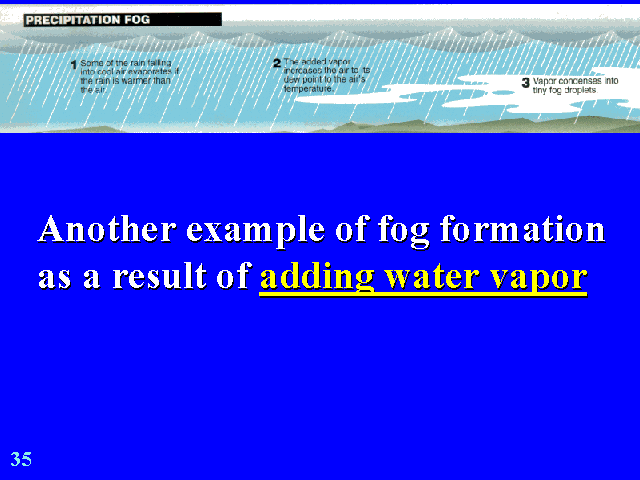 PRECIPITATION FOG
1 Some of the rain falling
into cool air evaporates if
the rain is warmer than
the air.
2 The added vapor
increases the air to its
dew point to the air's
temperature.
3 Vapor condenses into
tiny fog droplets.
Another example of fog formation
as a result of adding water vapor
35